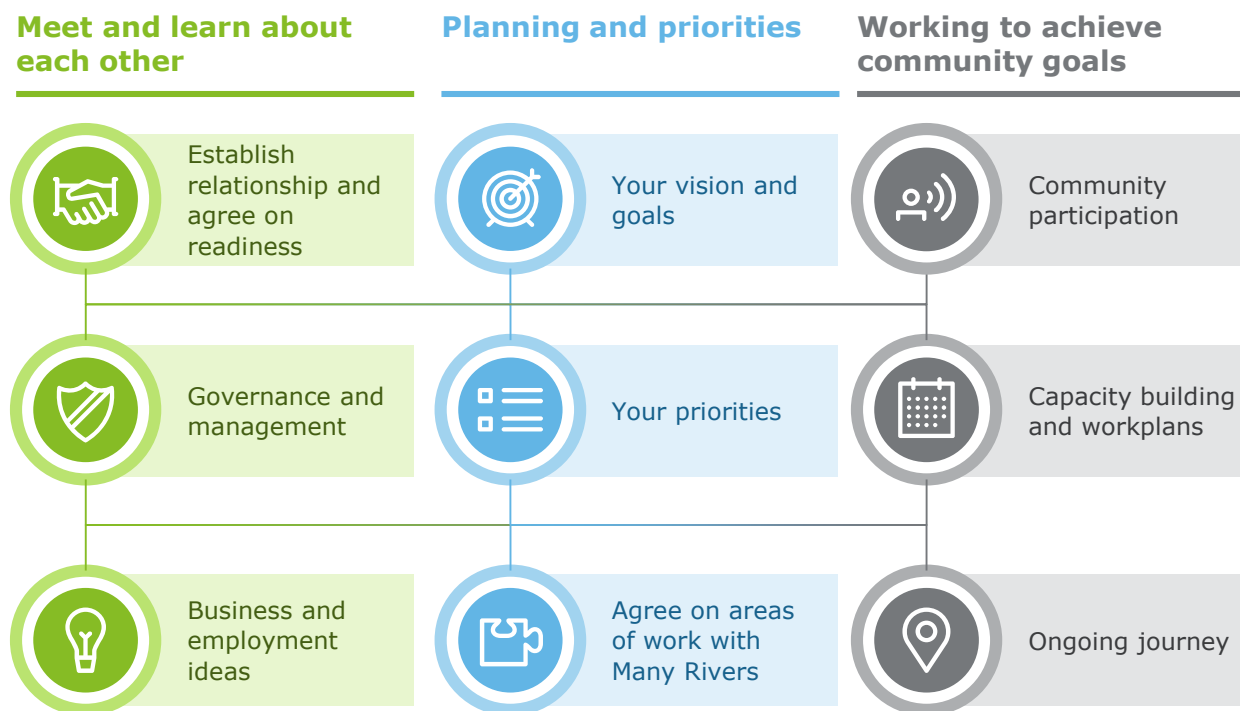 Meet and learn about
each other
Establish
relationship and
agree on
readiness
Governance and
management
Business and
employment
ideas
Planning and priorities
Your vision and
goals
Your priorities
Agree on areas
of work with
Many Rivers
Working to achieve
community goals
Community
participation
Capacity building
and workplans
Ongoing journey